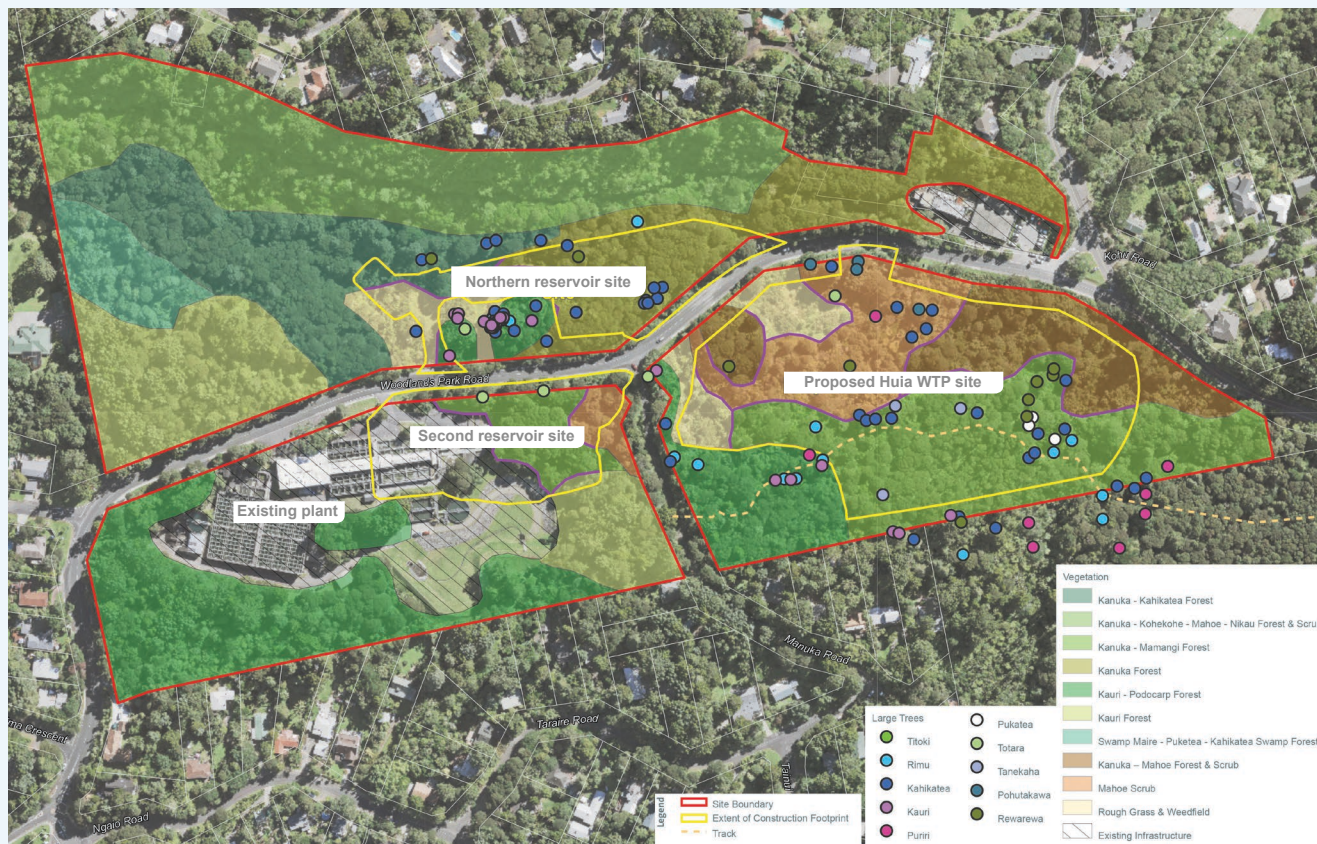 Kotui Road
Northern reservoir site
Woodlands Park Road
Proposed Huia WTP site
Second reservoir site
Existing plant
Manuka Road
Taraire Road
Ngaio Road
Crescent
Vegetation
Kanuka - Kahikatea Forest
Kanuka - Kohekohe - Mahoe - Nikau Forest & Scru
Kanuka - Mamangi Forest
Kanuka Forest
Kauri - Podocarp Forest
Kauri Forest
Swamp Maire - Puketea - Kahikatea Swamp Forest
Kanuka – Mahoe Forest & Scrub
Mahoe Scrub
Rough Grass & Weedfield
Existing Infrastructure
Large Trees
Titoki
Rimu
Kahikatea
Kauri
Puriri
Pukatea
Totara
Tanekaha
Pohutakawa
Rewarewa
Legend
Site Boundary
Extent of Construction Footprint
Track